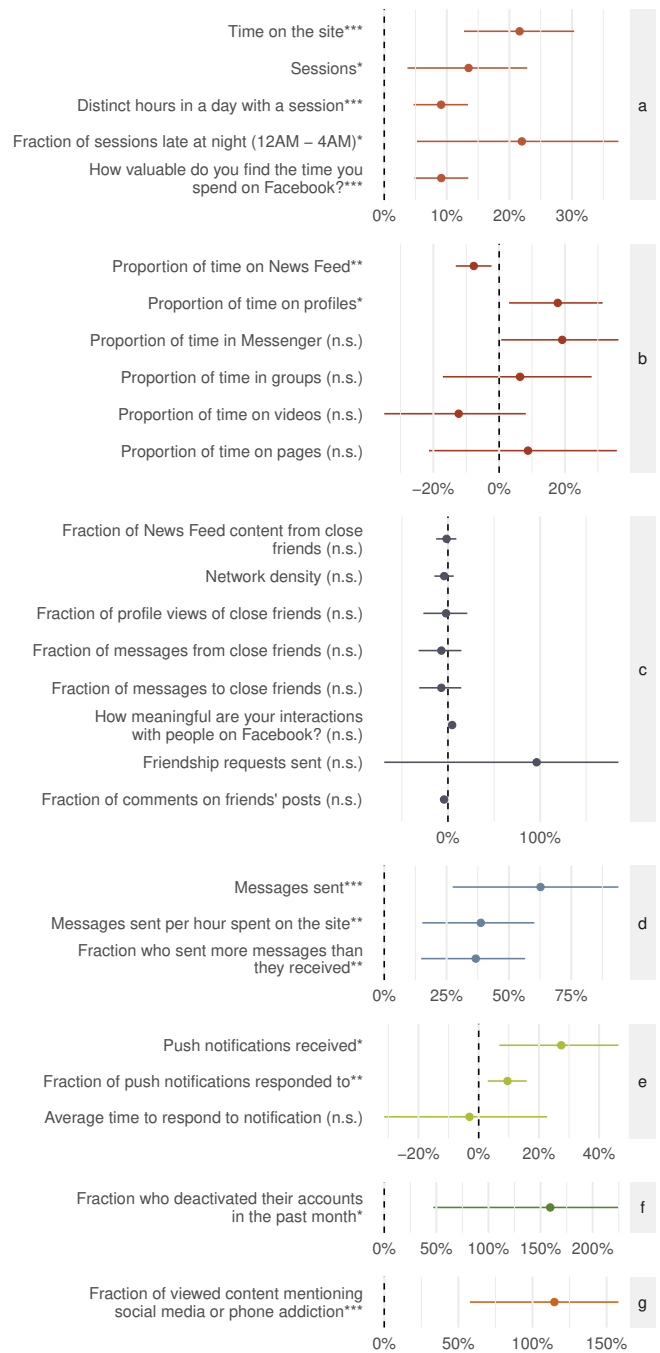 Time on the site***
Sessions*
Distinct hours in a day with a session***
Fraction of sessions late at night (12AM − 4AM)*
How valuable do you find the time you
spend on Facebook?***
a
0% 10% 20% 30%
Proportion of time on News Feed**
Proportion of time on profiles*
Proportion of time in Messenger (n.s.)
Proportion of time in groups (n.s.)
Proportion of time on videos (n.s.)
Proportion of time on pages (n.s.)
b
−20% 0% 20%
Fraction of News Feed content from close
friends (n.s.)
Network density (n.s.)
Fraction of profile views of close friends (n.s.)
Fraction of messages from close friends (n.s.)
Fraction of messages to close friends (n.s.)
How meaningful are your interactions
with people on Facebook? (n.s.)
Friendship requests sent (n.s.)
Fraction of comments on friends' posts (n.s.)
c
0% 100%
Messages sent***
Messages sent per hour spent on the site**
Fraction who sent more messages than
they received**
d
0% 25% 50% 75%
Push notifications received*
Fraction of push notifications responded to**
Average time to respond to notification (n.s.)
e
−20% 0% 20% 40%
Fraction who deactivated their accounts
in the past month*
f
0% 50% 100% 150% 200%
Fraction of viewed content mentioning
social media or phone addiction***
g
0% 50% 100% 150%